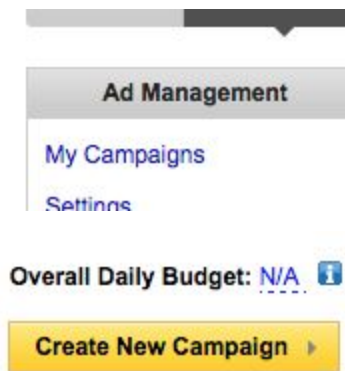 Ad Management
My Campaigns
Settings
Overall Daily Budget: N/A
Create New Campaign